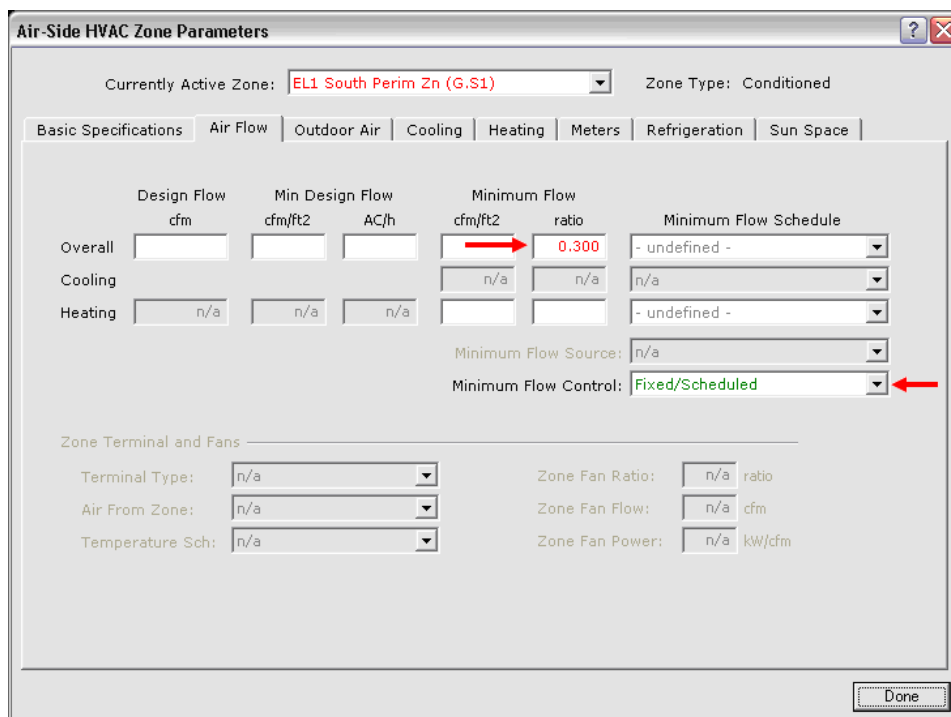 Air-Side HVAC Zone Parameters
Currently Active Zone: EL1 South Perim Zn (G.S1) Zone Type: Conditioned
Basic Specifications Air Flow Outdoor Air Cooling Heating Meters Refrigeration Sun Space
Design Flow Min Design Flow Minimum Flow
cfm cfm/ft2 AC/h cfm/ft2 ratio Minimum Flow Schedule
Overall 0.300 - undefined -
Cooling n/a n/a n/a
Heating n/a n/a n/a - undefined -
Minimum Flow Source: n/a
Minimum Flow Control: Fixed/Scheduled
Zone Terminal and Fans
Terminal Type: n/a Zone Fan Ratio: n/a ratio
Air From Zone: n/a Zone Fan Flow: n/a cfm
Temperature Sch: n/a Zone Fan Power: n/a kW/cfm
Done